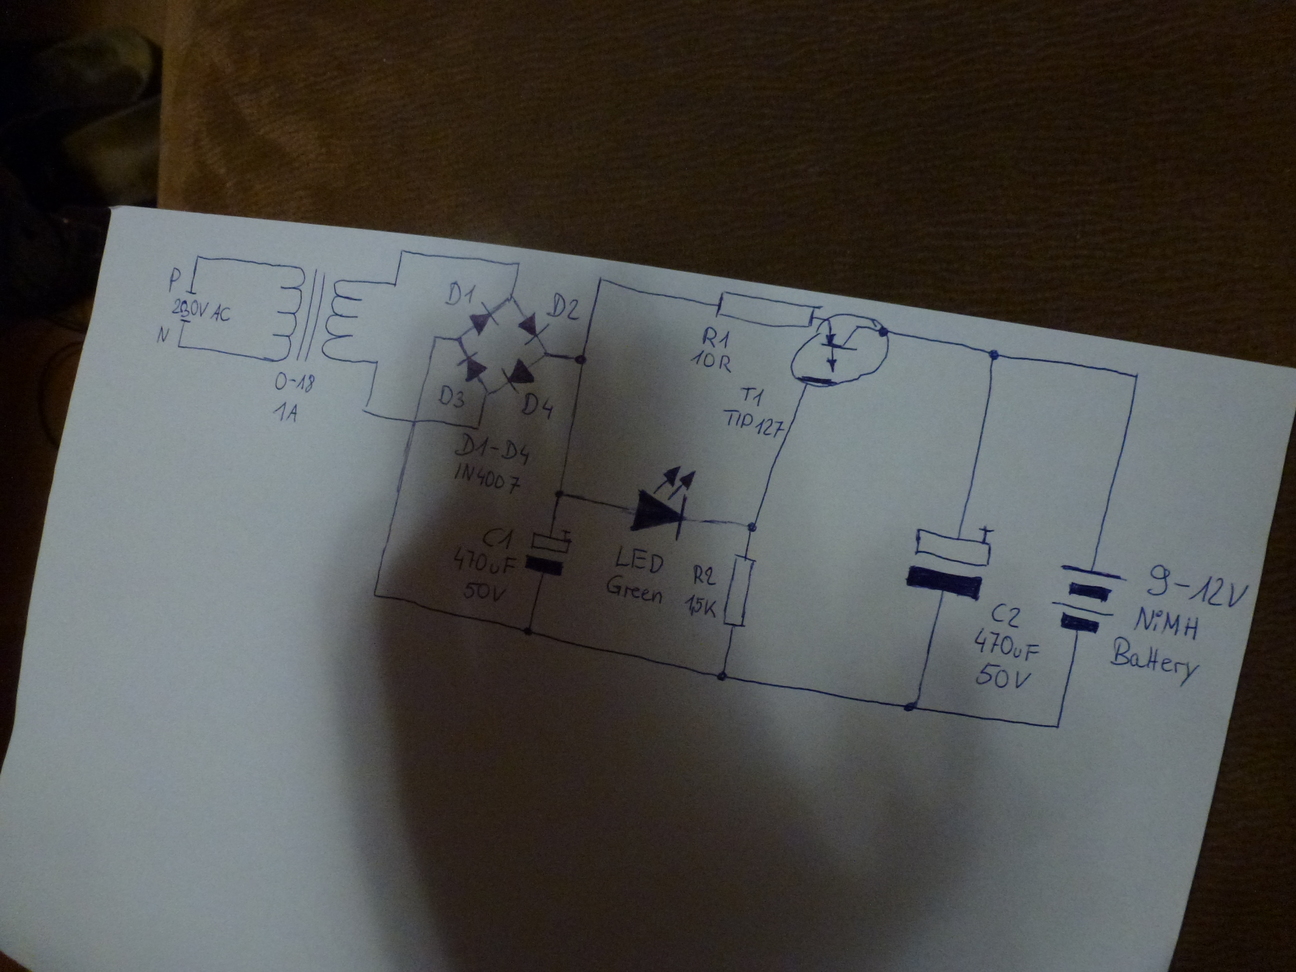 P
230V AC
N
0-18
1A
D1
D2
D3
D4
D1-D4
1N4007
C1
470uF
50V
LED
Green
R1
10R
T1
TIP127
R2
1,5K
C2
470uF
50V
9-12V
NiMH
Battery